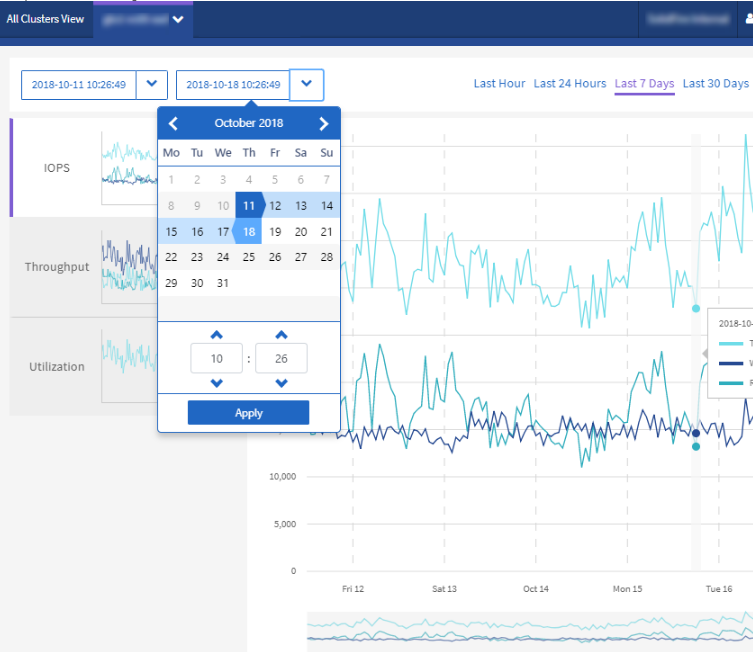 All Clusters View
2018-10-11 10:26:49 2018-10-18 10:26:49 Last Hour Last 24 Hours Last 7 Days Last 30 Days
October 2018
Mo Tu We Th Fr Sa Su
1 2 3 4 5 6 7
8 9 10 11 12 13 14
15 16 17 18 19 20 21
22 23 24 25 26 27 28
29 30 31
10 : 26
Apply
IOPS
Throughput
Utilization
2018-10-
T
W
R
10,000
5,000
0
Fri 12 Sat 13 Oct 14 Mon 15 Tue 16